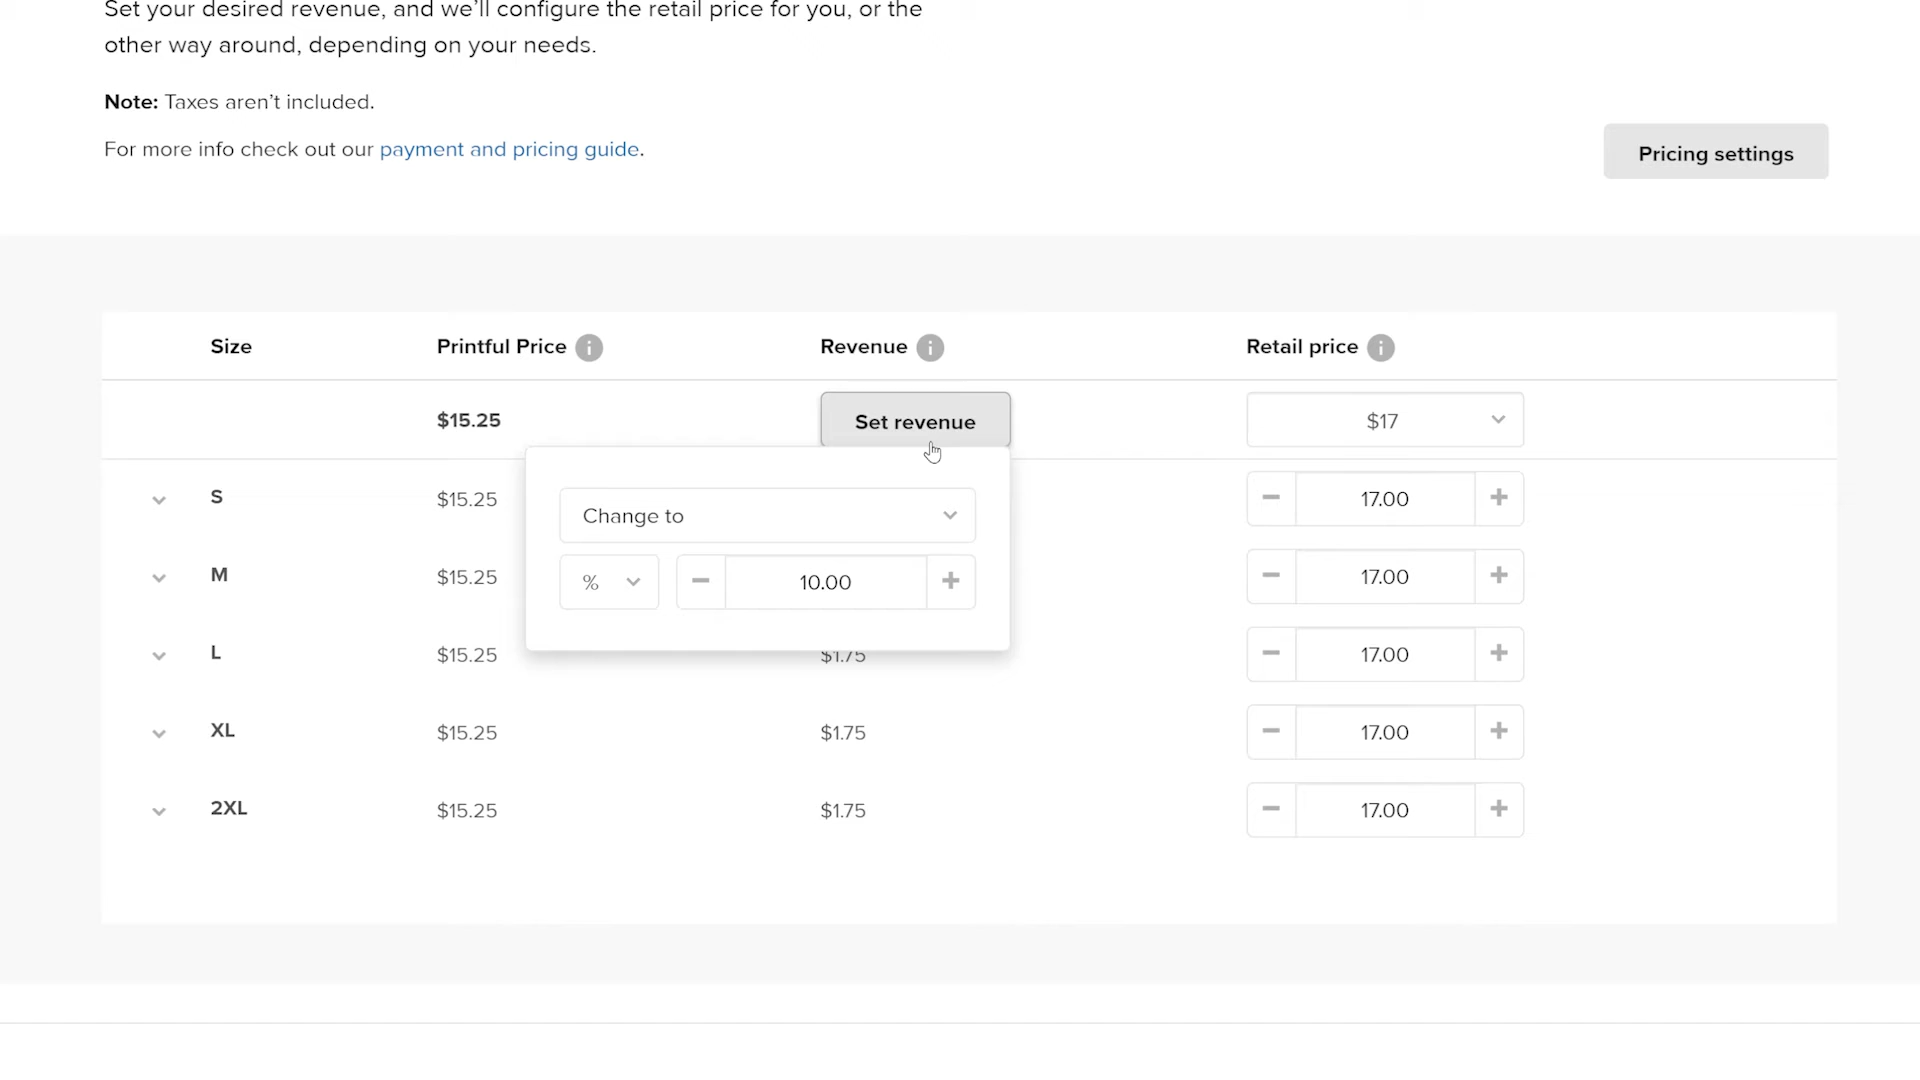 Set your desired revenue, and we'll configure the retail price for you, or the
other way around, depending on your needs.
Note: Taxes aren't included.
For more info check out our payment and pricing guide.
Pricing settings
Size Printful Price i Revenue i Retail price i
$15.25 Set revenue $17
S $15.25 17.00
Change to
M $15.25 17.00
% 10.00
L $15.25 $1.75 17.00
XL $15.25 $1.75 17.00
2XL $15.25 $1.75 17.00